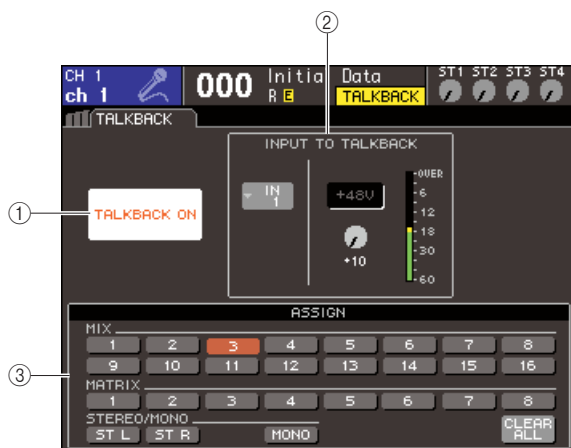 ②
CH 1
ch 1
000
Initia
R E
Data
TALKBACK
ST1 ST2 ST3 ST4
TALKBACK
INPUT TO TALKBACK
①
TALKBACK ON
IN
1
+48V
+10
OVER
6
12
18
30
60
③
ASSIGN
MIX
1 2 3 4 5 6 7 8
9 10 11 12 13 14 15 16
MATRIX
1 2 3 4 5 6 7 8
STEREO/MONO
ST L ST R MONO
CLEAR
ALL